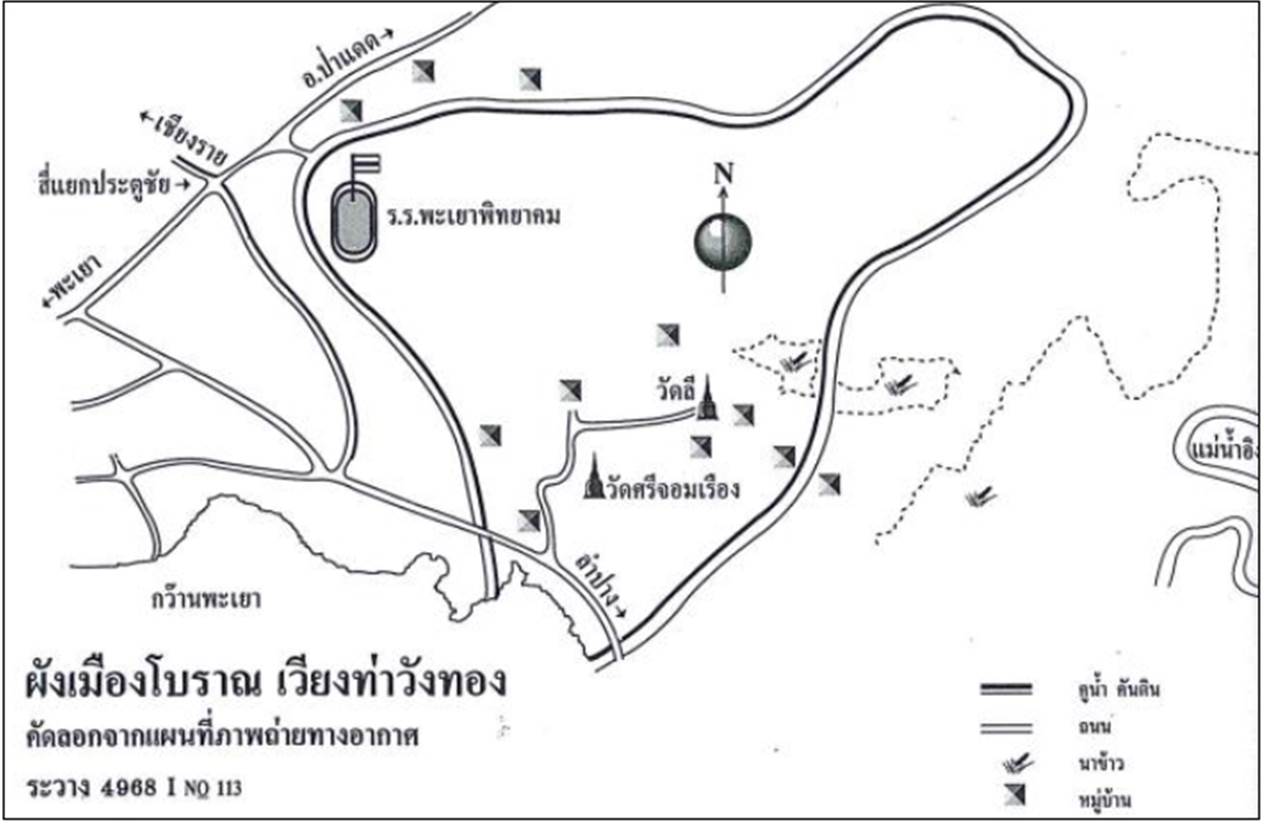 อ.ป่าแดด→
←เชียงราย
สี่แยกประตูชัย→
ร.ร.พะเยาพิทยาคม
N
←พะเยา
วัดลี
แม่น้ำอิง
วัดศรีจอมเรือง
ลำปาง→
กว๊านพะเยา
ผังเมืองโบราณ เวียงท่าวังทอง
คัดลอกจากแผนที่ภาพถ่ายทางอากาศ
ระวาง 4968 I NO 113
คูน้ำ คันดิน
ถนน
นาข้าว
หมู่บ้าน